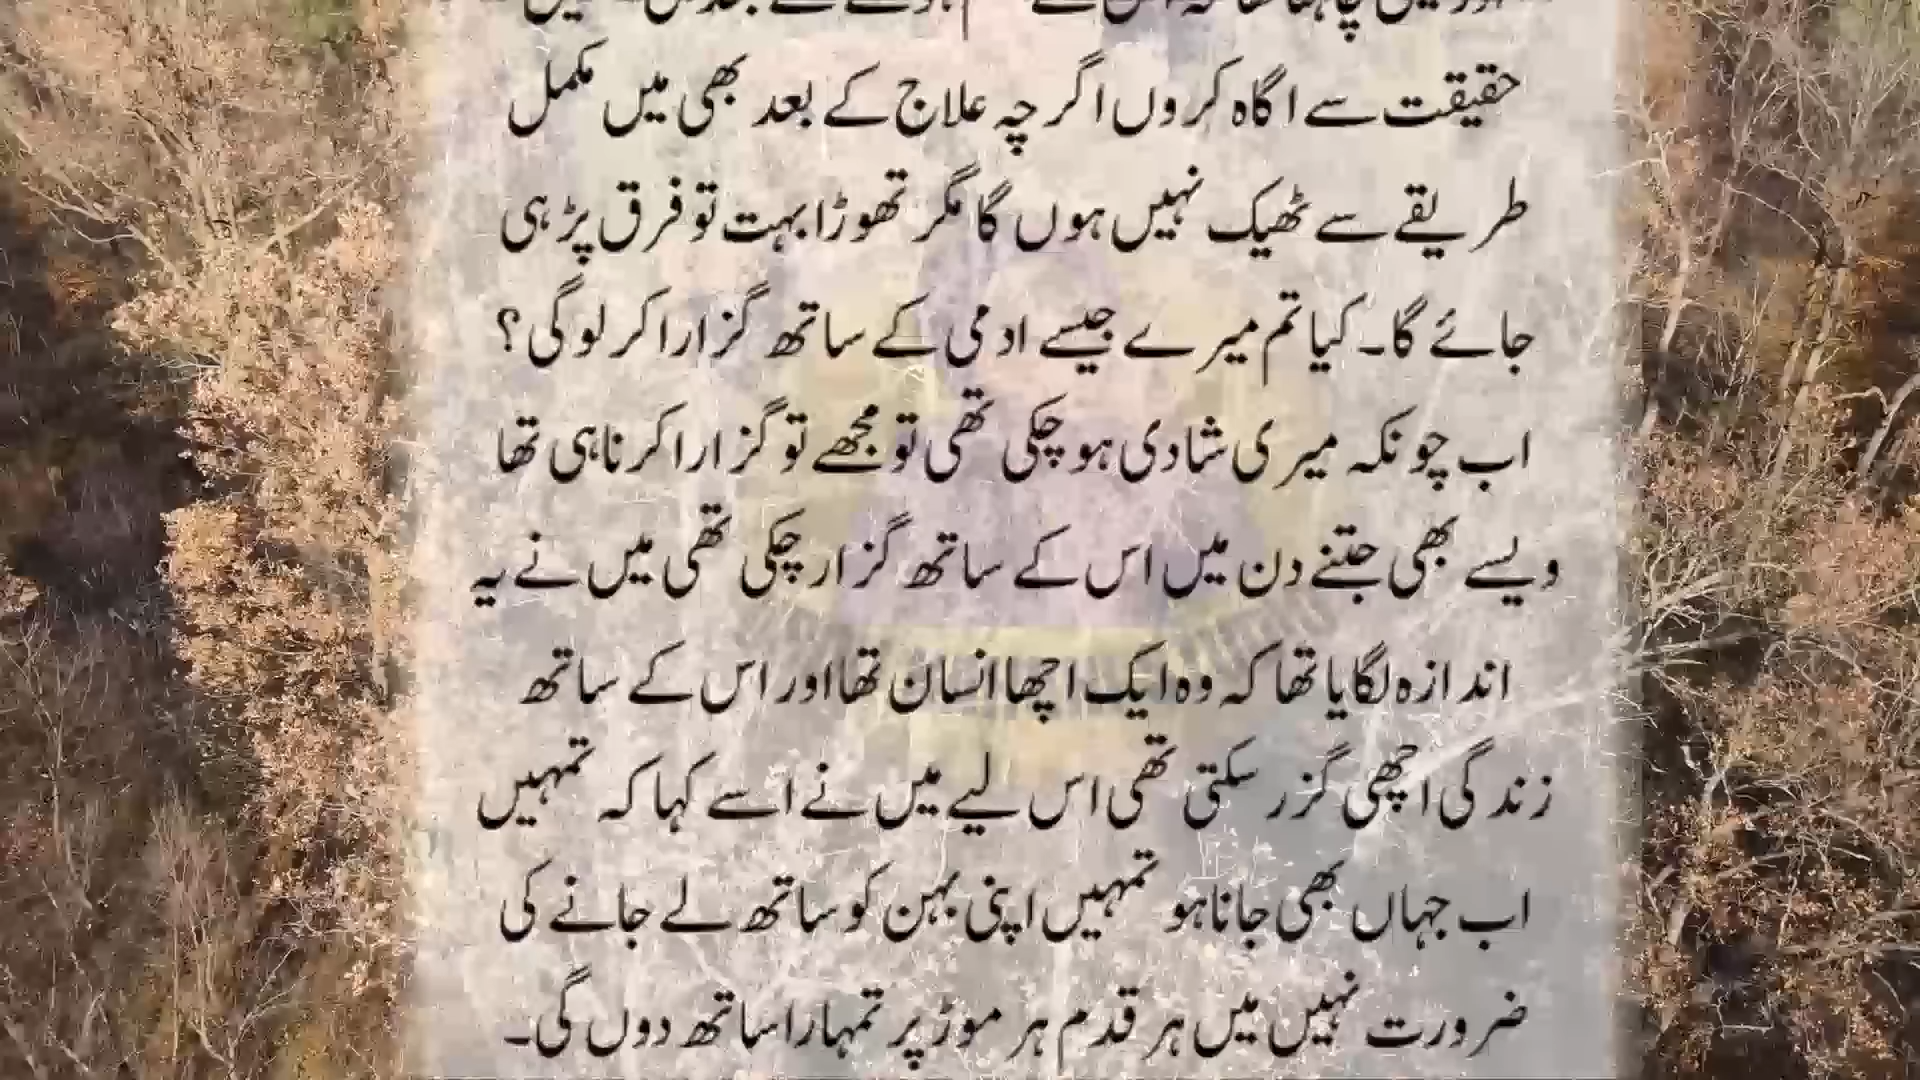 حقیقت سے اگاہ کروں اگر چہ علاج کے بعد بھی میں مکمل
طریقے سے ٹھیک نہیں ہوں گا مگر تھوڑا بہت تو فرق پڑ ہی
جائے گا۔ کیا تم میرے جیسے ادمی کے ساتھ گزارا کر لو گی؟
اب چونکہ میری شادی ہو چکی تھی تو مجھے تو گزارا کرنا ہی تھا
ویسے بھی جتنے دن میں اس کے ساتھ گزار چکی تھی میں نے یہ
اندازہ لگایا تھا کہ وہ ایک اچھا انسان تھا اور اس کے ساتھ
زندگی اچھی گزر سکتی تھی اس لیے میں نے اسے کہا کہ تمہیں
اب جہاں بھی جانا ہو تمہیں اپنی بہن کو ساتھ لے جانے کی
ضرورت نہیں میں ہر قدم ہر موڑ پر تمہارا ساتھ دوں گی۔